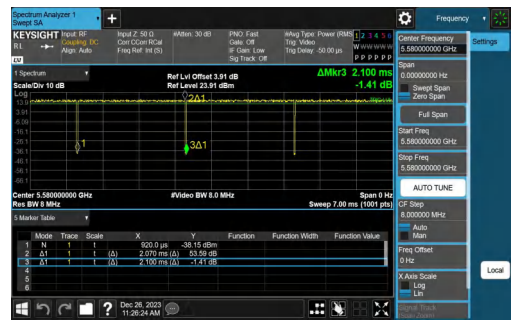 Spectrum Analyzer 1
Swept SA
+
Frequency
KEYSIGHT Input: RF Input Z: 50 Ω #Atten: 30 dB PNO: Fast #Avg Type: Power (RMS 1 2 3 4 5 6
RL Coupling: DC Corr CCorr RCal Gate: Off Trig: Video W W W W W W
Align: Auto Freq Ref: Int (S) IF Gain: Low Trig Delay: -50.00 µs P P P P P P
Sig Track: Off
LV
1 Spectrum
Scale/Div 10 dB
Ref Lvl Offset 3.91 dB
Ref Level 23.91 dBm
ΔMkr3 2.100 ms
-1.41 dB
Log
13.9
3.91
-6.09
-16.1
-26.1
-36.1
-46.1
-56.1
-66.1
2Δ1
1
3Δ1
Center 5.580000000 GHz #Video BW 8.0 MHz Span 0 Hz
Res BW 8 MHz Sweep 7.00 ms (1001 pts)
5 Marker Table
Mode Trace Scale X Y Function Function Width Function Value
1 N 1 t 920.0 µs -38.15 dBm
2 Δ1 1 t (Δ) 2.070 ms (Δ) 53.59 dB
3 Δ1 1 t (Δ) 2.100 ms (Δ) -1.41 dB
4
5
6
Dec 26, 2023
11:26:24 AM
?
Center Frequency
5.580000000 GHz
Span
0.00000000 Hz
Swept Span
Zero Span
Full Span
Start Freq
5.580000000 GHz
Stop Freq
5.580000000 GHz
AUTO TUNE
CF Step
8.000000 MHz
Auto
Man
Freq Offset
0 Hz
X Axis Scale
Log
Lin
Signal Track
Settings
Local